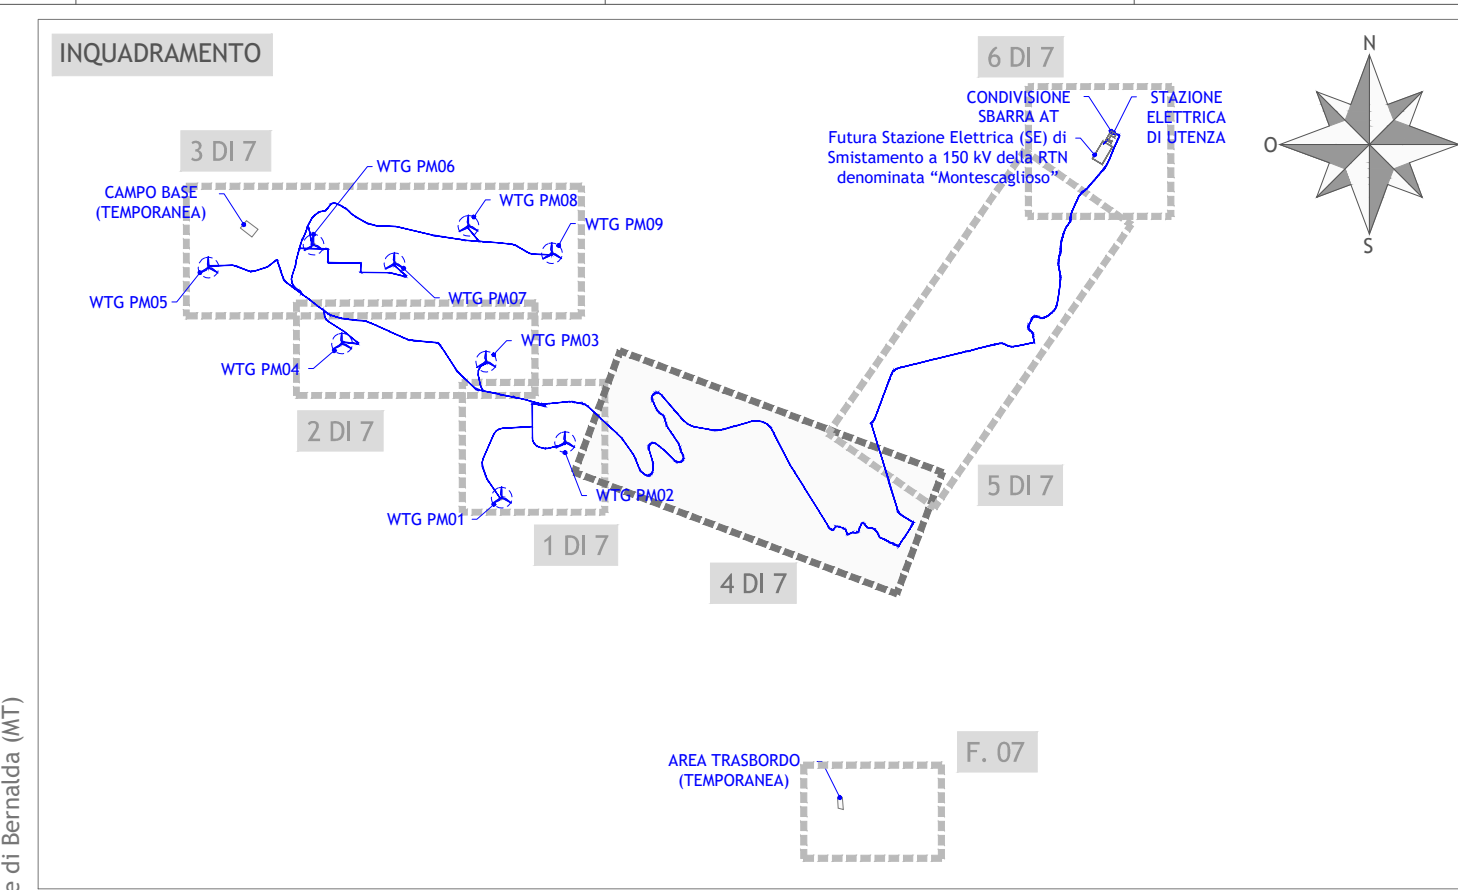 INQUADRAMENTO
6 DI 7
N
CONDIVISIONE
SBARRA AT
STAZIONE
ELETTRICA
DI UTENZA
Futura Stazione Elettrica (SE) di
Smistamento a 150 kV della RTN
denominata “Montescaglioso”
O
S
3 DI 7
WTG PM06
CAMPO BASE
(TEMPORANEA)
WTG PM08
WTG PM09
WTG PM05
WTG PM07
WTG PM03
WTG PM04
2 DI 7
WTG PM02
WTG PM01
5 DI 7
1 DI 7
4 DI 7
F. 07
AREA TRASBORDO
(TEMPORANEA)
e di Bernalda (MT)